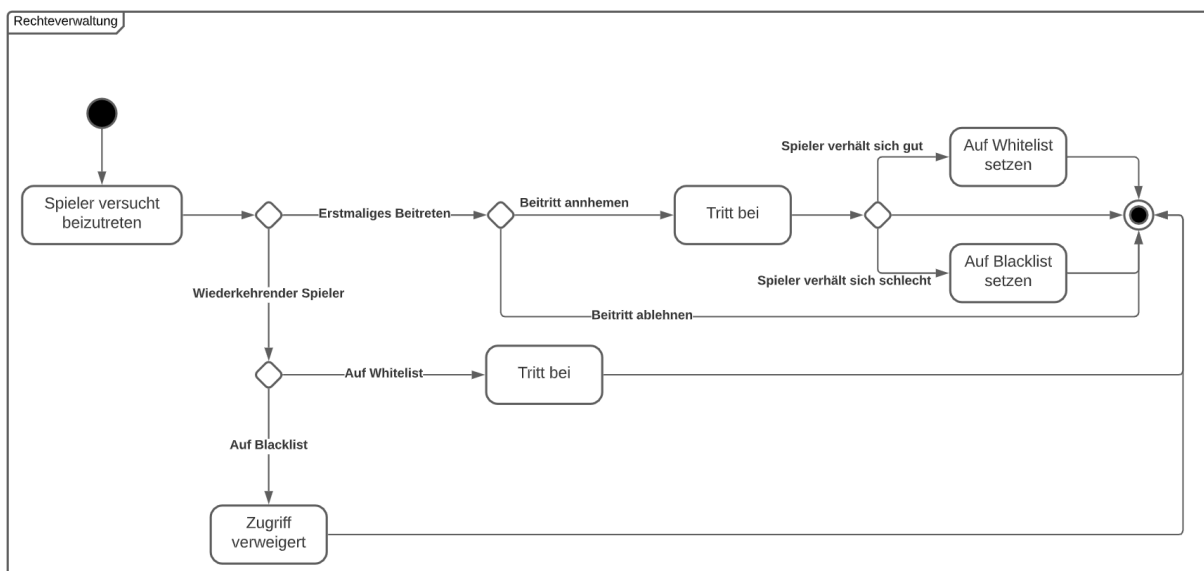 Rechteverwaltung
Spieler versucht
beizutreten
Erstmaliges Beitreten
Beitritt annhemen
Tritt bei
Spieler verhält sich gut
Auf Whitelist
setzen
Spieler verhält sich schlecht
Auf Blacklist
setzen
Beitritt ablehnen
Wiederkehrender Spieler
Auf Whitelist
Tritt bei
Auf Blacklist
Zugriff
verweigert